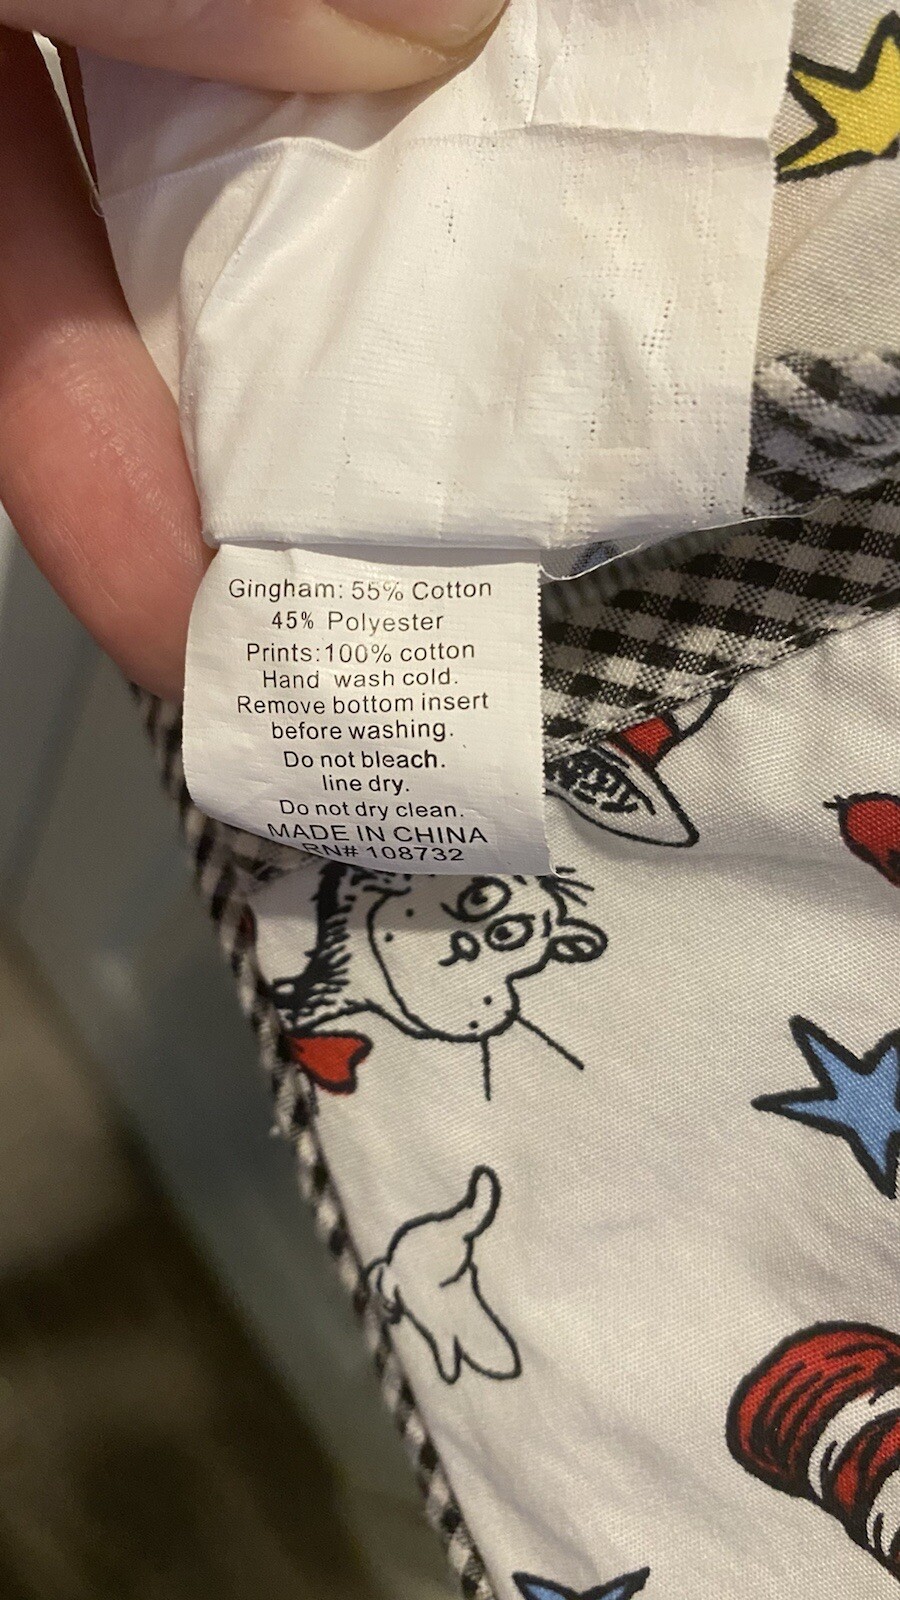 Gingham: 55% Cotton
45% Polyester
Prints:100% cotton
Hand wash cold.
Remove bottom insert
before washing.
Do not bleach.
line dry.
Do not dry clean.
MADE IN CHINA
RN# 108732